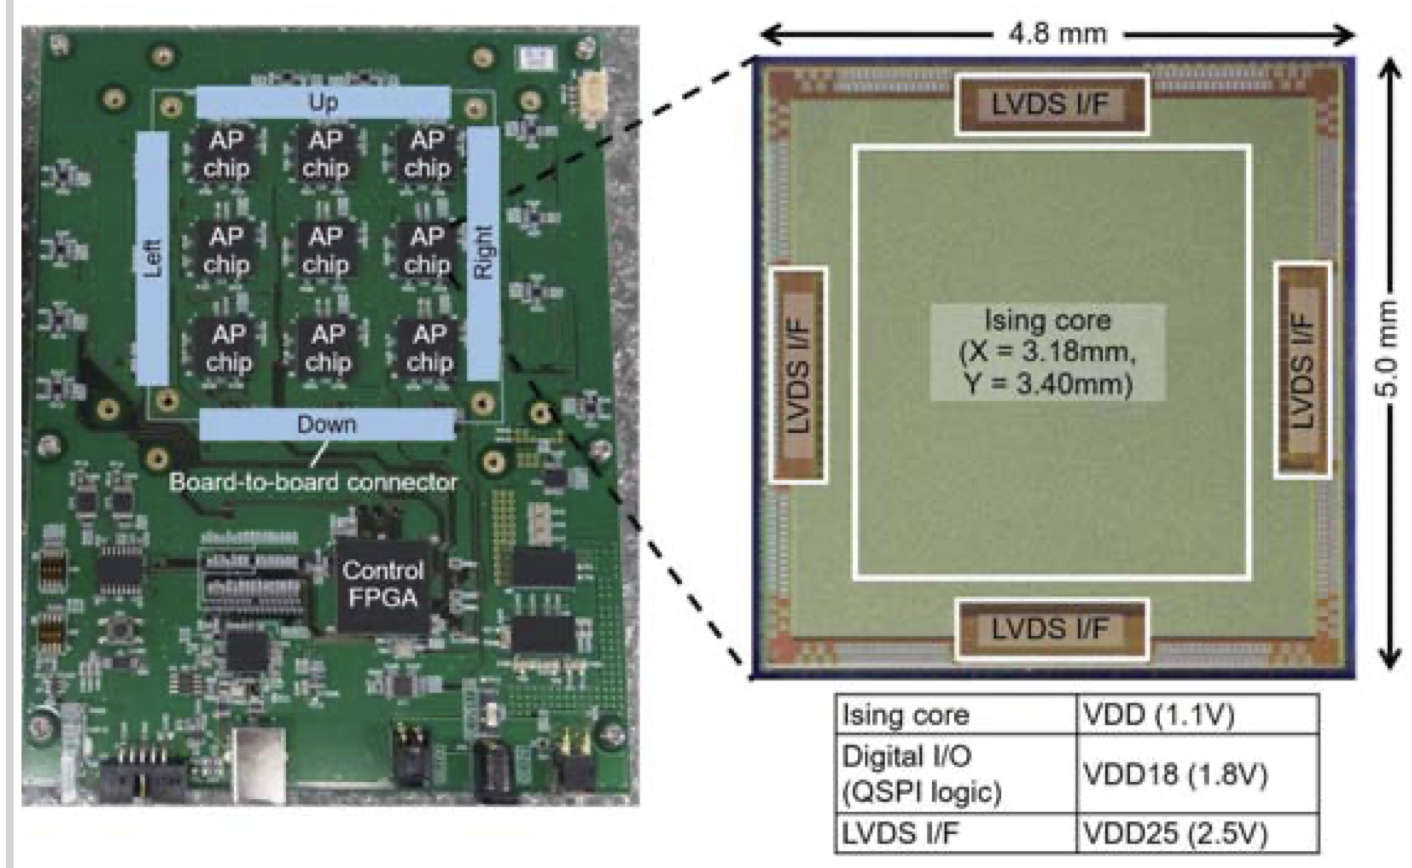 Up
AP
chip
AP
chip
AP
chip
Left
AP
chip
AP
chip
AP
chip
Right
AP
chip
AP
chip
AP
chip
Down
Board-to-board connector
Control
FPGA
4.8 mm
5.0 mm
LVDS I/F
LVDS I/F
Ising core
(X = 3.18mm,
Y = 3.40mm)
LVDS I/F
LVDS I/F
Ising core VDD (1.1V)
Digital I/O
(QSPI logic) VDD18 (1.8V)
LVDS I/F VDD25 (2.5V)